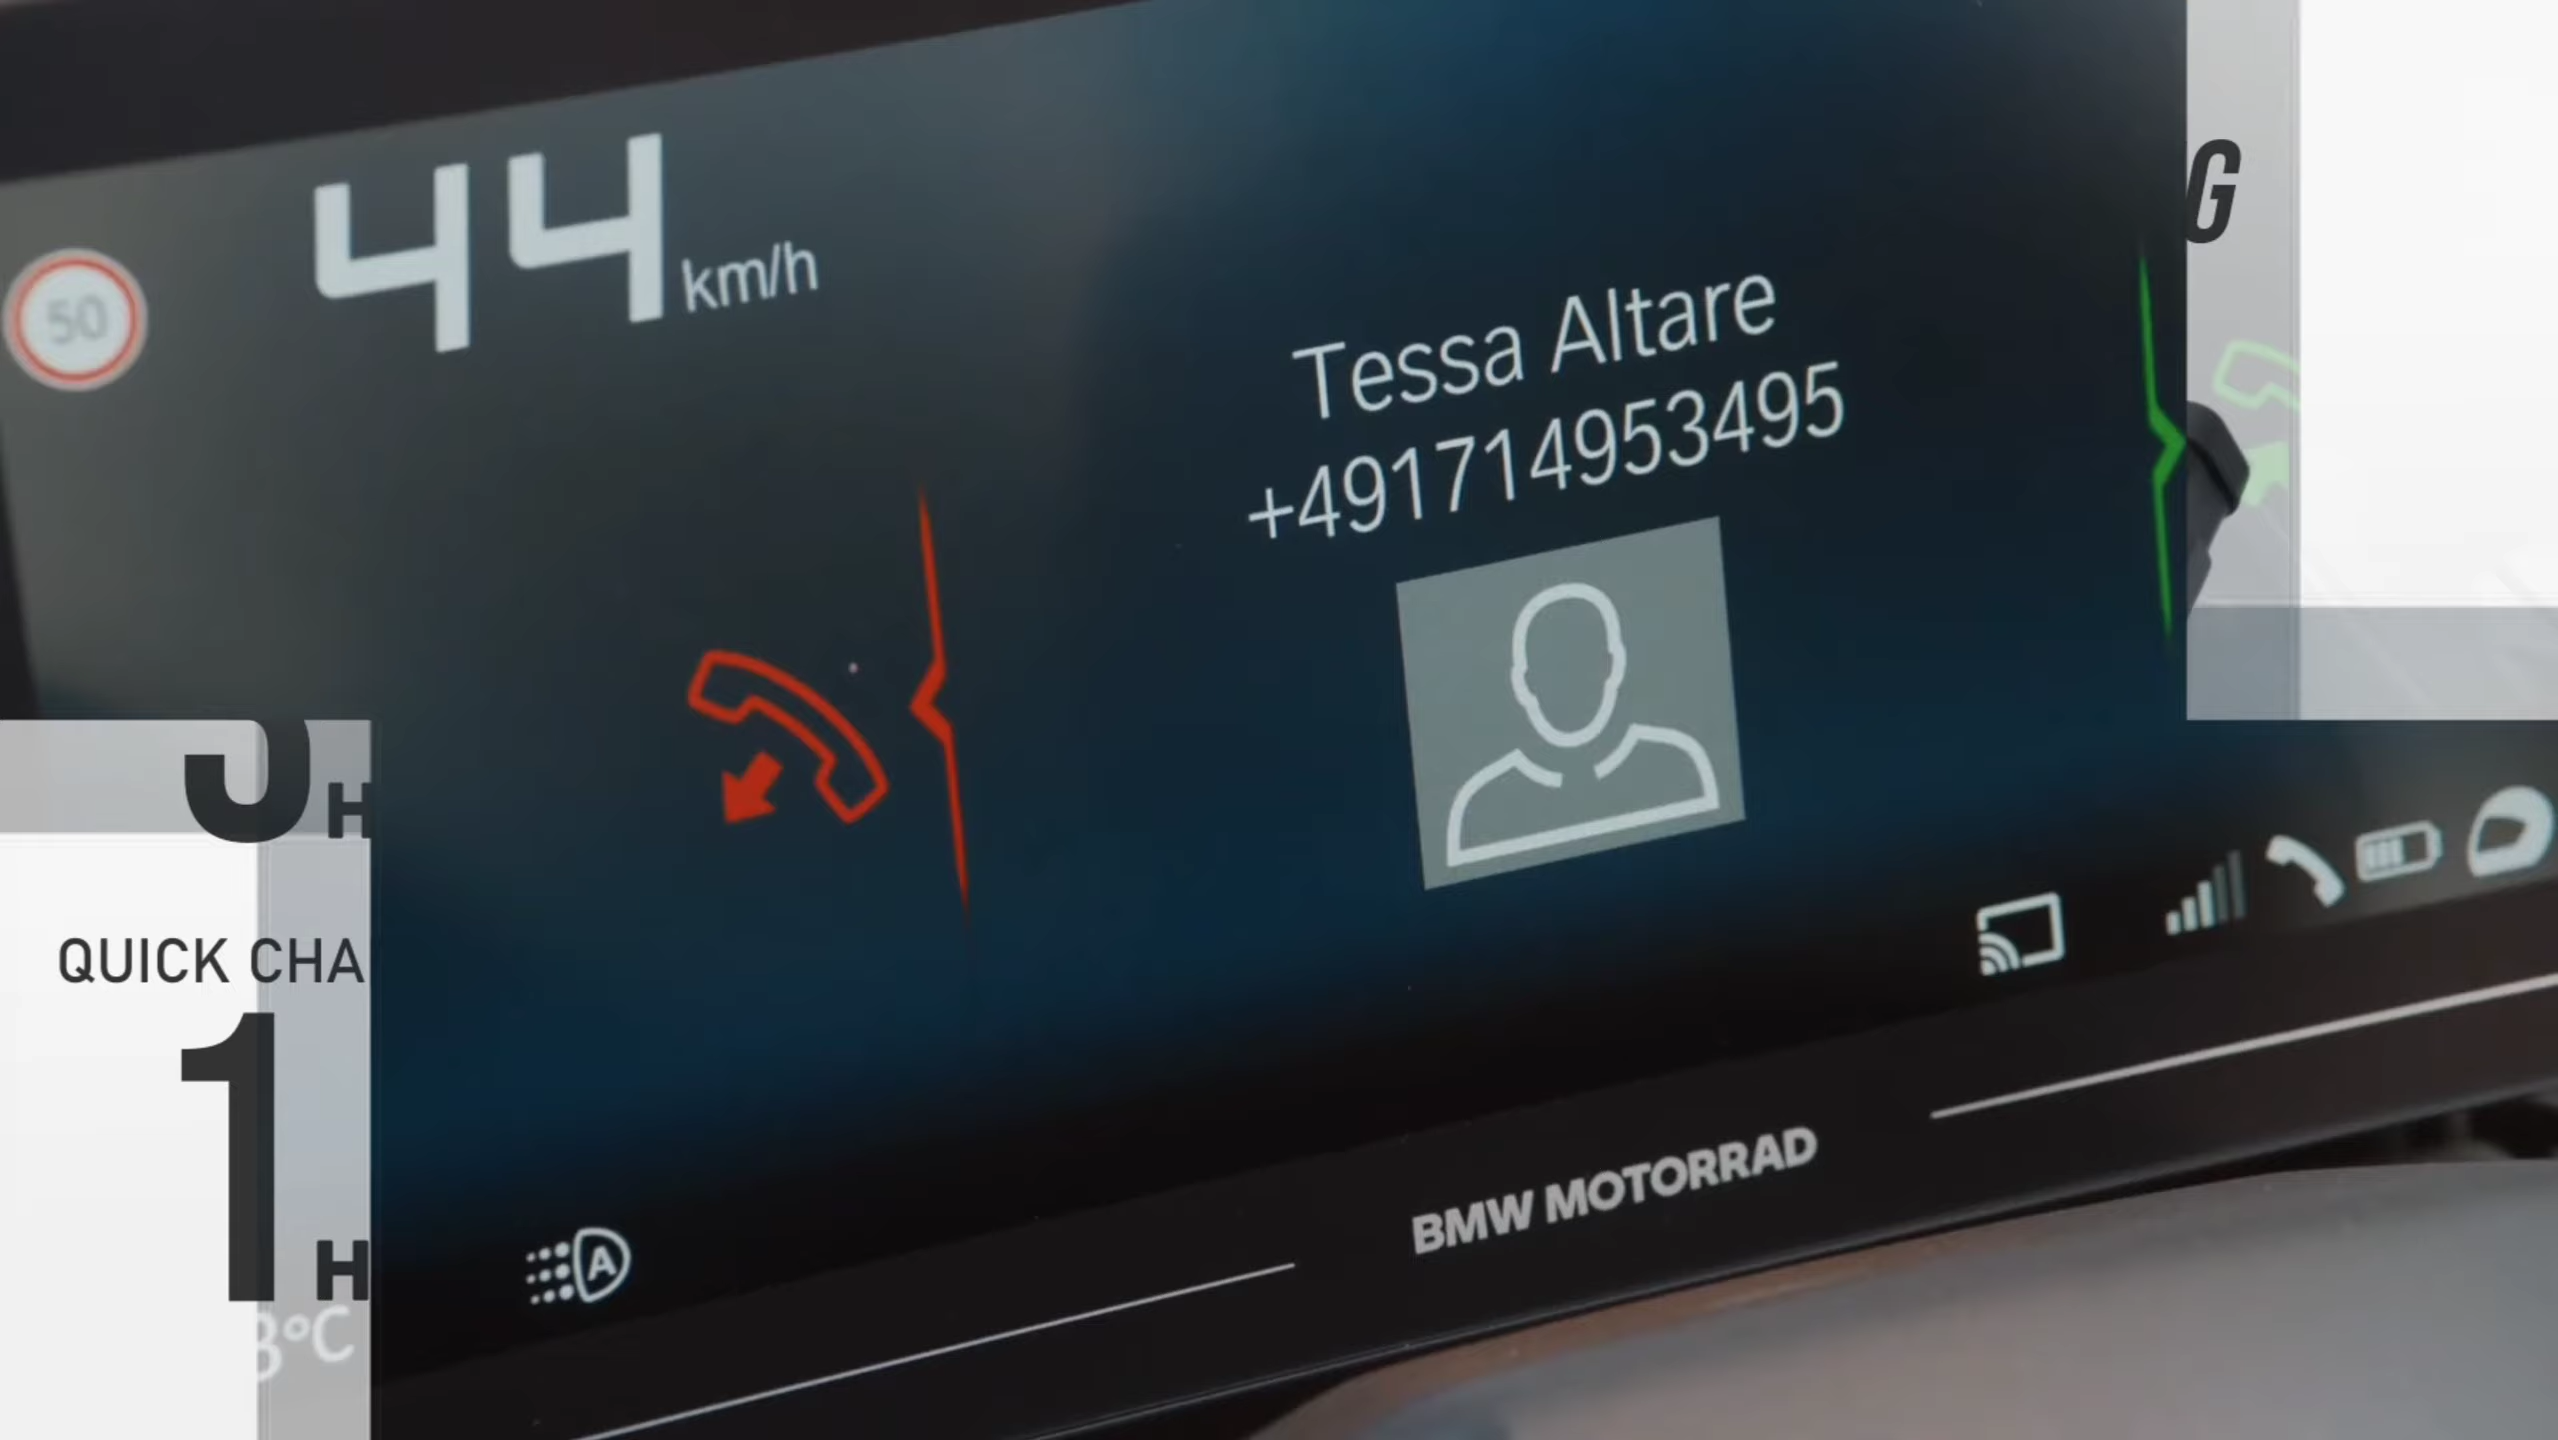 44 km/h
50
G
Tessa Altare
+491714953495
H
QUICK CHA
1 H
°C
A
BMW MOTORRAD